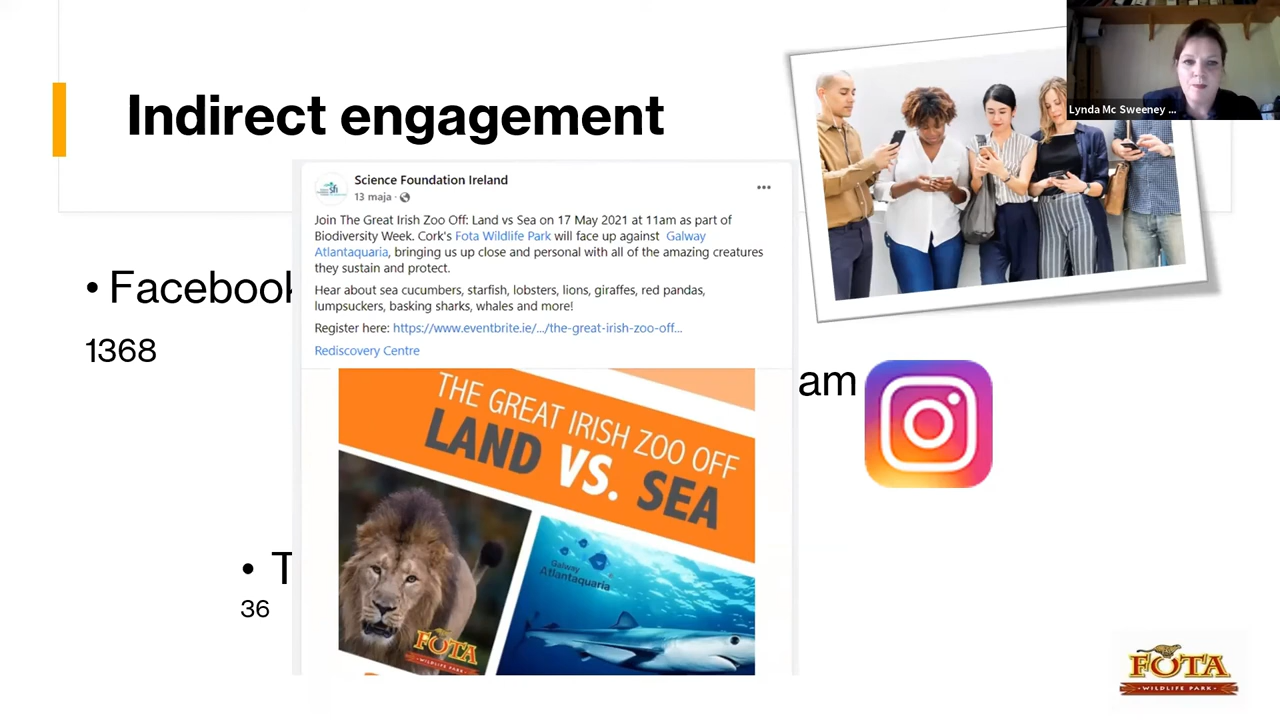 Indirect engagement
Lynda Mc Sweeney ...
Science Foundation Ireland
13 maja ·
Join The Great Irish Zoo Off: Land vs Sea on 17 May 2021 at 11am as part of
Biodiversity Week. Cork's Fota Wildlife Park will face up against Galway
Atlantaquaria, bringing us up close and personal with all of the amazing creatures
they sustain and protect.
Hear about sea cucumbers, starfish, lobsters, lions, giraffes, red pandas,
lumpsuckers, basking sharks, whales and more!
Register here: https://www.eventbrite.ie/.../the-great-irish-zoo-off...
Rediscovery Centre
• Facebook
1368
am
THE GREAT IRISH ZOO OFF
LAND VS. SEA
Galway
Atlantaquaria
• T
36
FOTA
WILDLIFE PARK
FOTA
WILDLIFE PARK